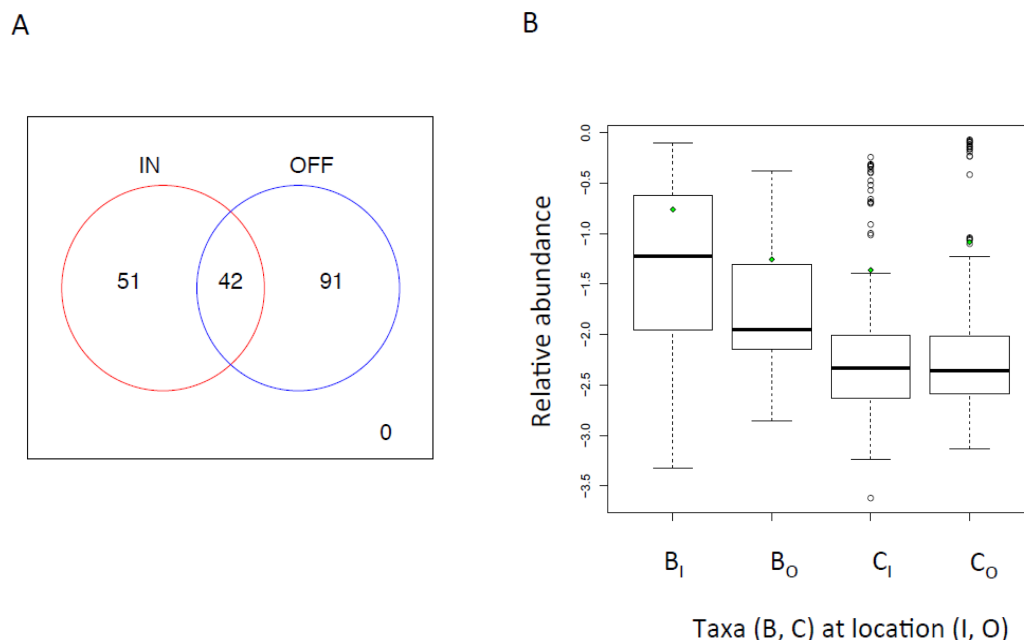 A
IN OFF
51 42 91
0
B
Relative abundance
0.0
-0.5
-1.0
-1.5
-2.0
-2.5
-3.0
-3.5
BI BO CI CO
Taxa (B, C) at location (I, O)